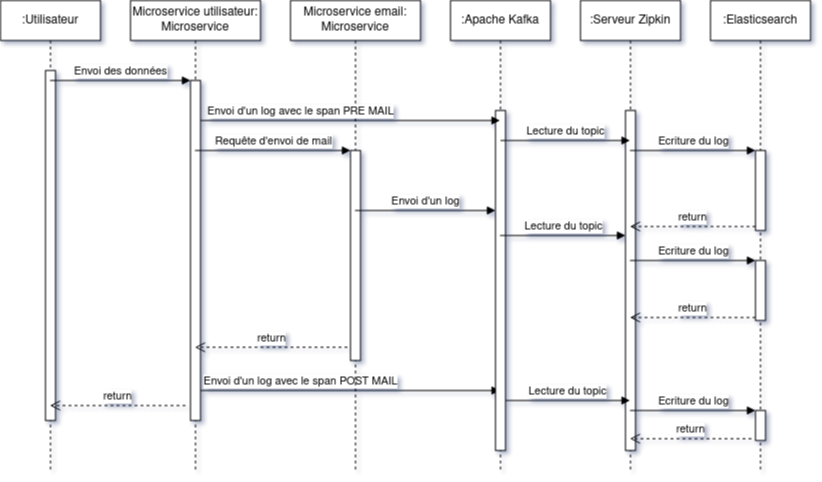 :Utilisateur
Microservice utilisateur:
Microservice
Microservice email:
Microservice
:Apache Kafka
:Serveur Zipkin
:Elasticsearch
Envoi des données
Envoi d'un log avec le span PRE MAIL
Lecture du topic
Requête d'envoi de mail
Ecriture du log
Envoi d'un log
return
Lecture du topic
Ecriture du log
return
return
Envoi d'un log avec le span POST MAIL
Lecture du topic
return
Ecriture du log
return